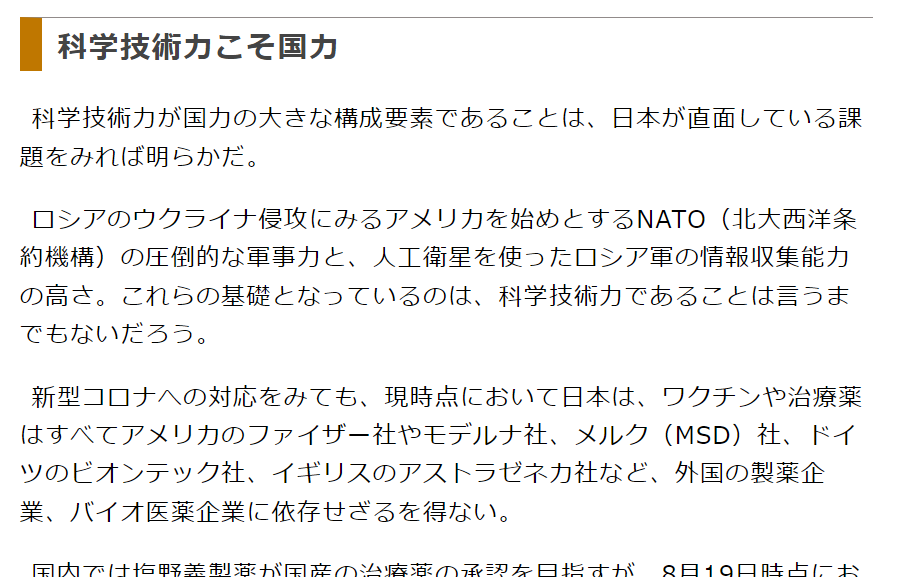 科学技術力こそ国力
科学技術力が国力の大きな構成要素であることは、日本が直面している課
題をみれば明らかだ。
ロシアのウクライナ侵攻にみるアメリカを始めとするNATO（北大西洋条
約機構）の圧倒的な軍事力と、人工衛星を使ったロシア軍の情報収集能力
の高さ。これらの基礎となっているのは、科学技術力であることは言うま
でもないだろう。
新型コロナへの対応をみても、現時点において日本は、ワクチンや治療薬
はすべてアメリカのファイザー社やモデルナ社、メルク（MSD）社、ドイ
ツのビオンテック社、イギリスのアストラゼネカ社など、外国の製薬企
業、バイオ医薬企業に依存せざるを得ない。
国内では塩野義製薬が国産の治療薬の承認を目指すが、8月19日時点にお